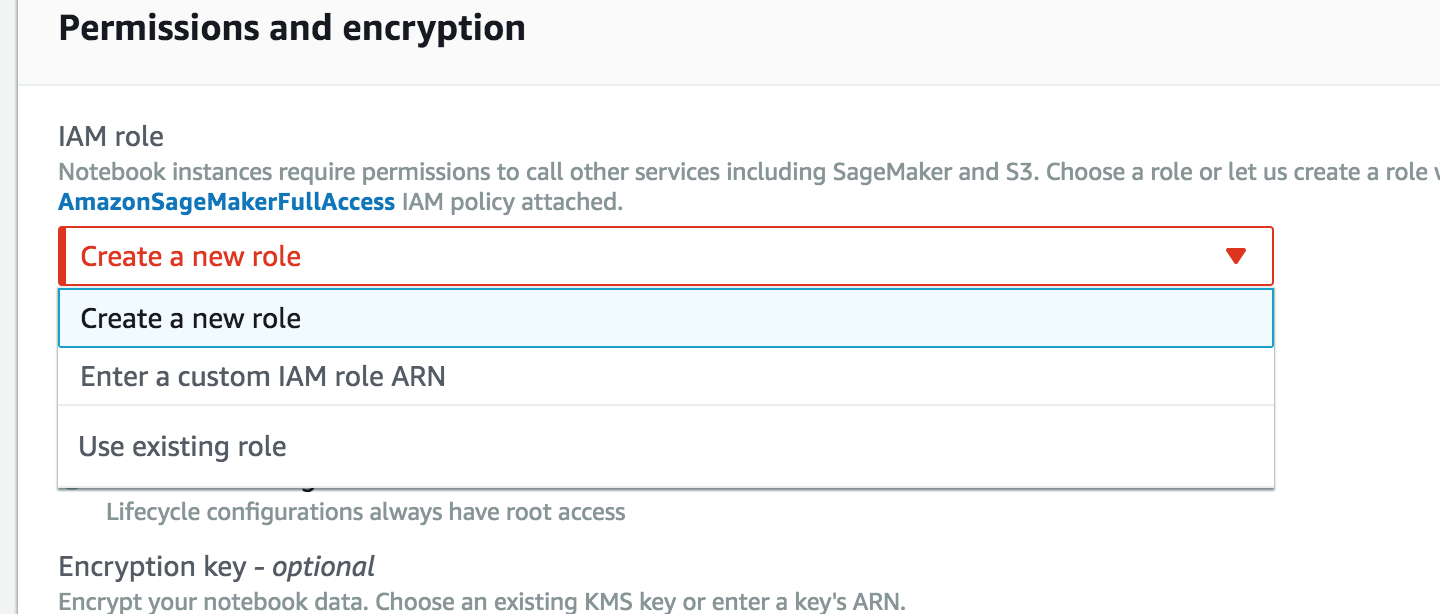 Permissions and encryption
IAM role
Notebook instances require permissions to call other services including SageMaker and S3. Choose a role or let us create a role
AmazonSageMakerFullAccess IAM policy attached.
Create a new role
Create a new role
Enter a custom IAM role ARN
Use existing role
Lifecycle configurations always have root access
Encryption key - optional
Encrypt your notebook data. Choose an existing KMS key or enter a key's ARN.